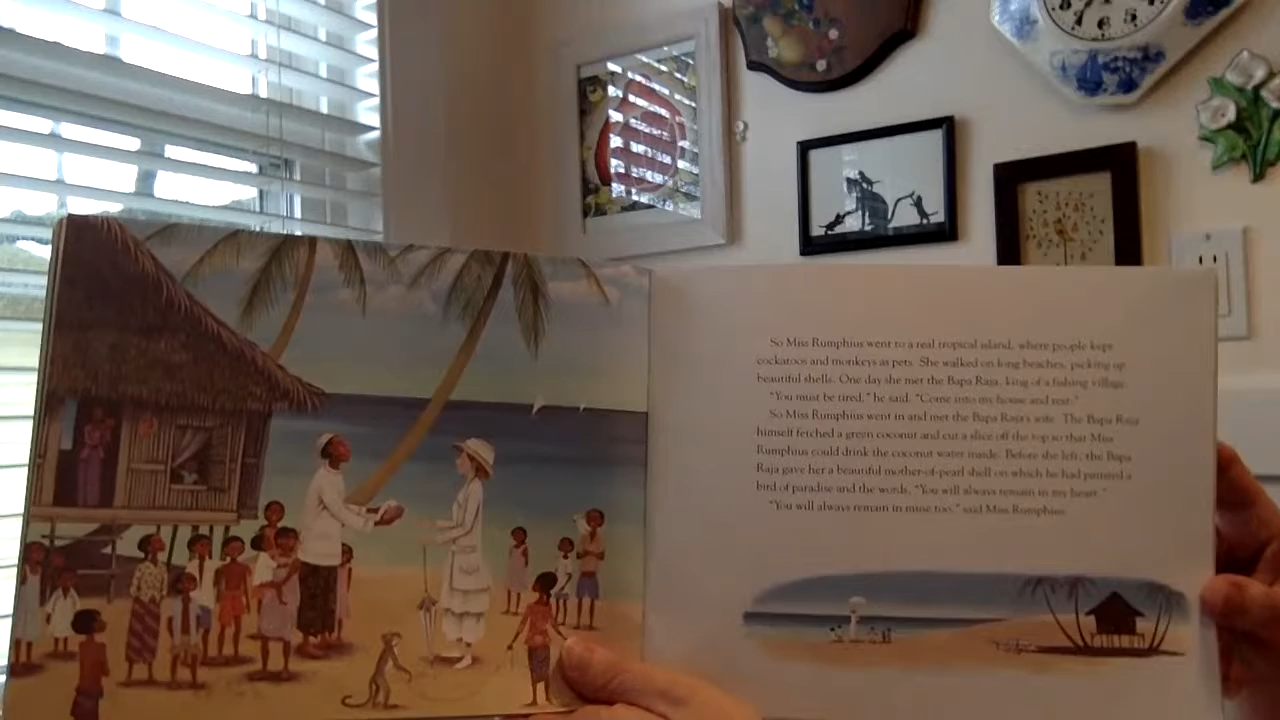 So Miss Rumphius went to a real tropical island, where people kept
cockatoos and monkeys as pets. She walked on long beaches, picking up
beautiful shells. One day she met the Bapa Raja, king of a fishing village.
"You must be tired," he said. "Come into my house and rest."
So Miss Rumphius went in and met the Bapa Raja's wife. The Bapa Raja
himself fetched a green coconut and cut a slice off the top so that Miss
Rumphius could drink the coconut water inside. Before she left, the Bapa
Raja gave her a beautiful mother-of-pearl shell on which he had painted a
bird of paradise and the words, "You will always remain in my heart."
"You will always remain in mine too," said Miss Rumphius.